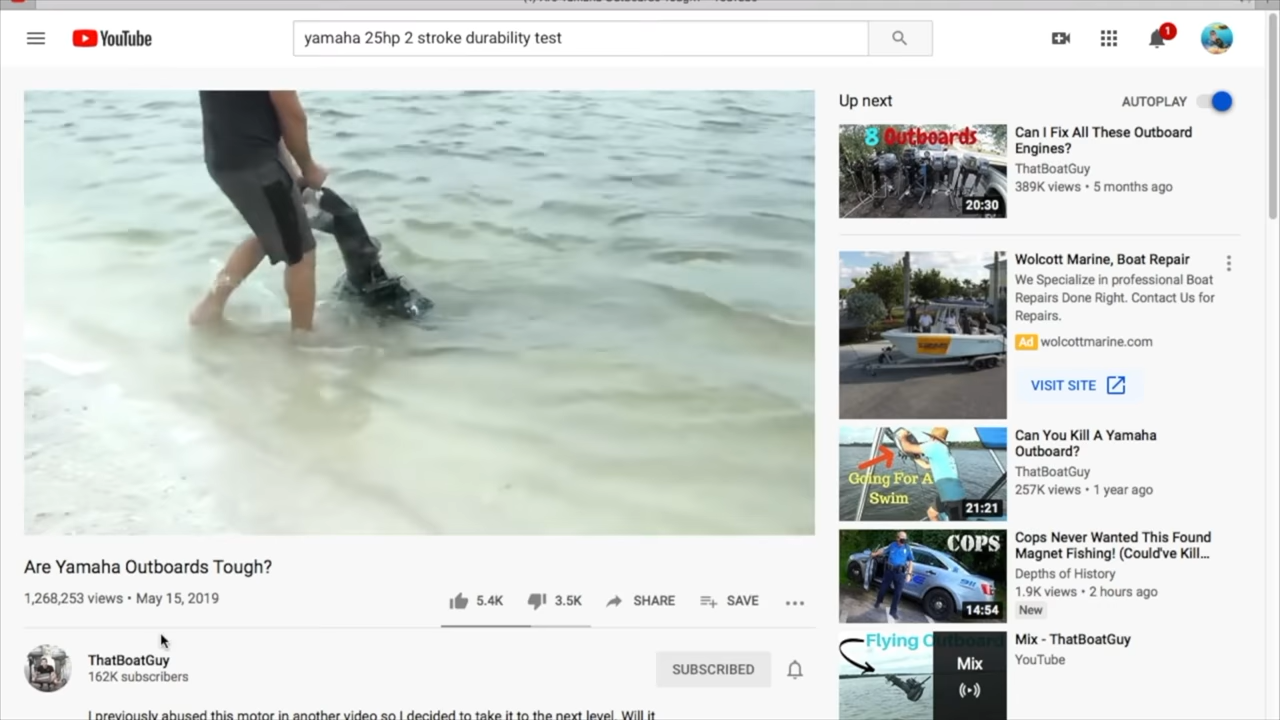 YouTube
yamaha 25hp 2 stroke durability test
1
Are Yamaha Outboards Tough?
1,268,253 views • May 15, 2019
5.4K
3.5K
SHARE
SAVE
ThatBoatGuy
162K subscribers
SUBSCRIBED
I previously abused this motor in another video so I decided to take it to the next level. Will it
Up next
AUTOPLAY
8 Outboards
20:30
Can I Fix All These Outboard
Engines?
ThatBoatGuy
389K views • 5 months ago
Wolcott Marine, Boat Repair
We Specialize in professional Boat
Repairs Done Right. Contact Us for
Repairs.
Ad wolcottmarine.com
VISIT SITE
Going For A
Swim
21:21
Can You Kill A Yamaha
Outboard?
ThatBoatGuy
257K views • 1 year ago
COPS
14:54
Cops Never Wanted This Found
Magnet Fishing! (Could've Kill...
Depths of History
1.9K views • 2 hours ago
New
Flying Outboard
Mix
Mix - ThatBoatGuy
YouTube